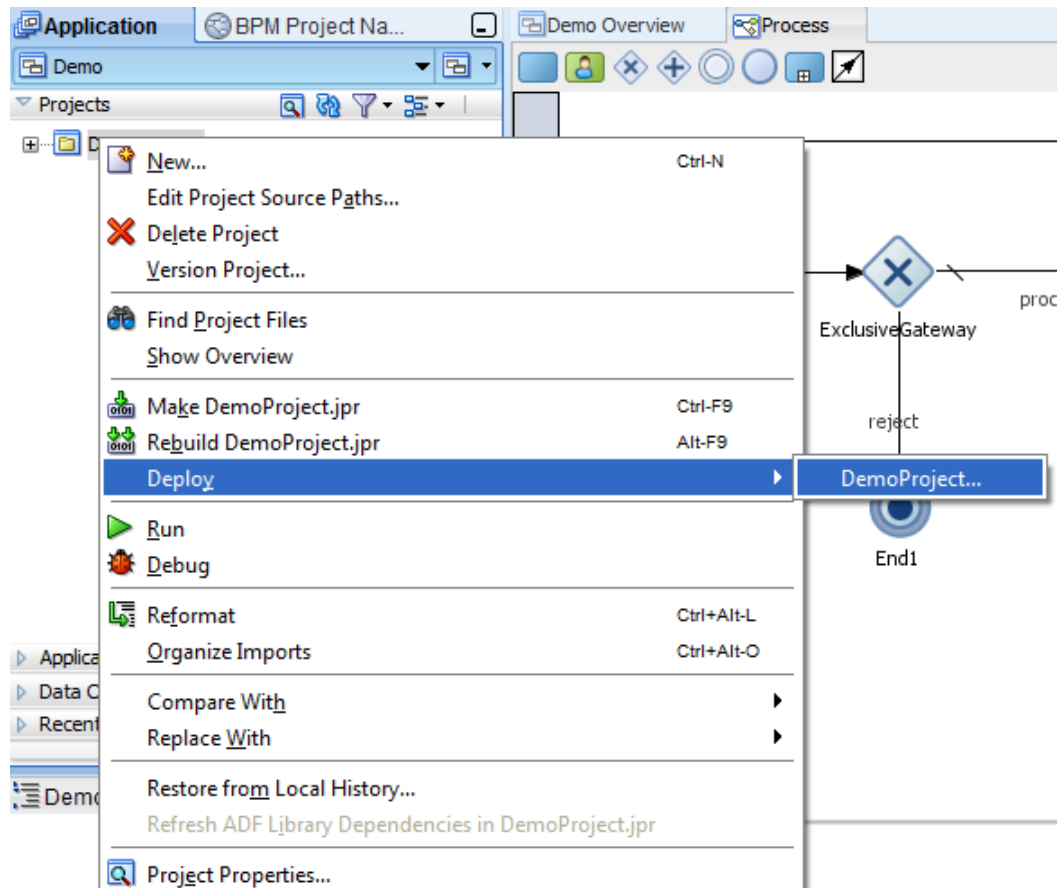 Application
BPM Project Na...
Demo Overview
Process
Demo
Projects
D
New... Ctrl-N
Edit Project Source Paths...
Delete Project
Version Project...
Find Project Files
Show Overview
Make DemoProject.jpr Ctrl-F9
Rebuild DemoProject.jpr Alt-F9
Deploy
DemoProject...
Run
Debug
Reformat Ctrl+Alt-L
Organize Imports Ctrl+Alt-O
Compare With
Replace With
Restore from Local History...
Refresh ADF Library Dependencies in DemoProject.jpr
Project Properties...
Applica
Data C
Recent
Demo
ExclusiveGateway
proc
reject
End1